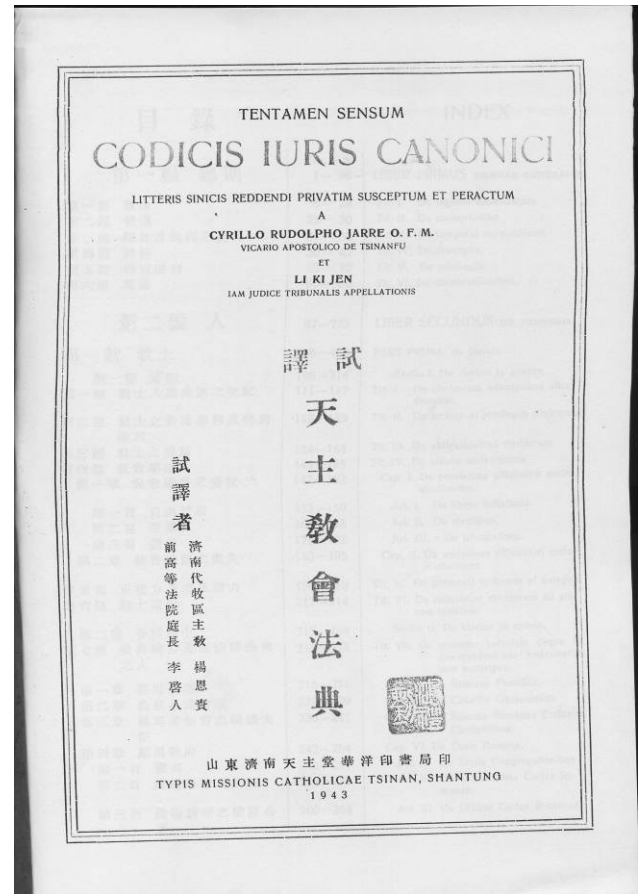 TENTAMEN SENSUM
CODICIS IURIS CANONICI
LITTERIS SINICIS REDDENDI PRIVATIM SUSCEPTUM ET PERACTUM
A
CYRILLO RUDOLPHO JARRE O. F. M.
VICARIO APOSTOLICO DE TSINANFU
ET
LI KI JEN
IAM JUDICE TRIBUNALIS APPELLATIONIS
試譯
天主敎會法典
試譯者
濟南代牧區主敎 楊恩賚
前高等法院庭長 李啓人
山東濟南天主堂華洋印書局印
TYPIS MISSIONIS CATHOLICAE TSINAN, SHANTUNG
1943